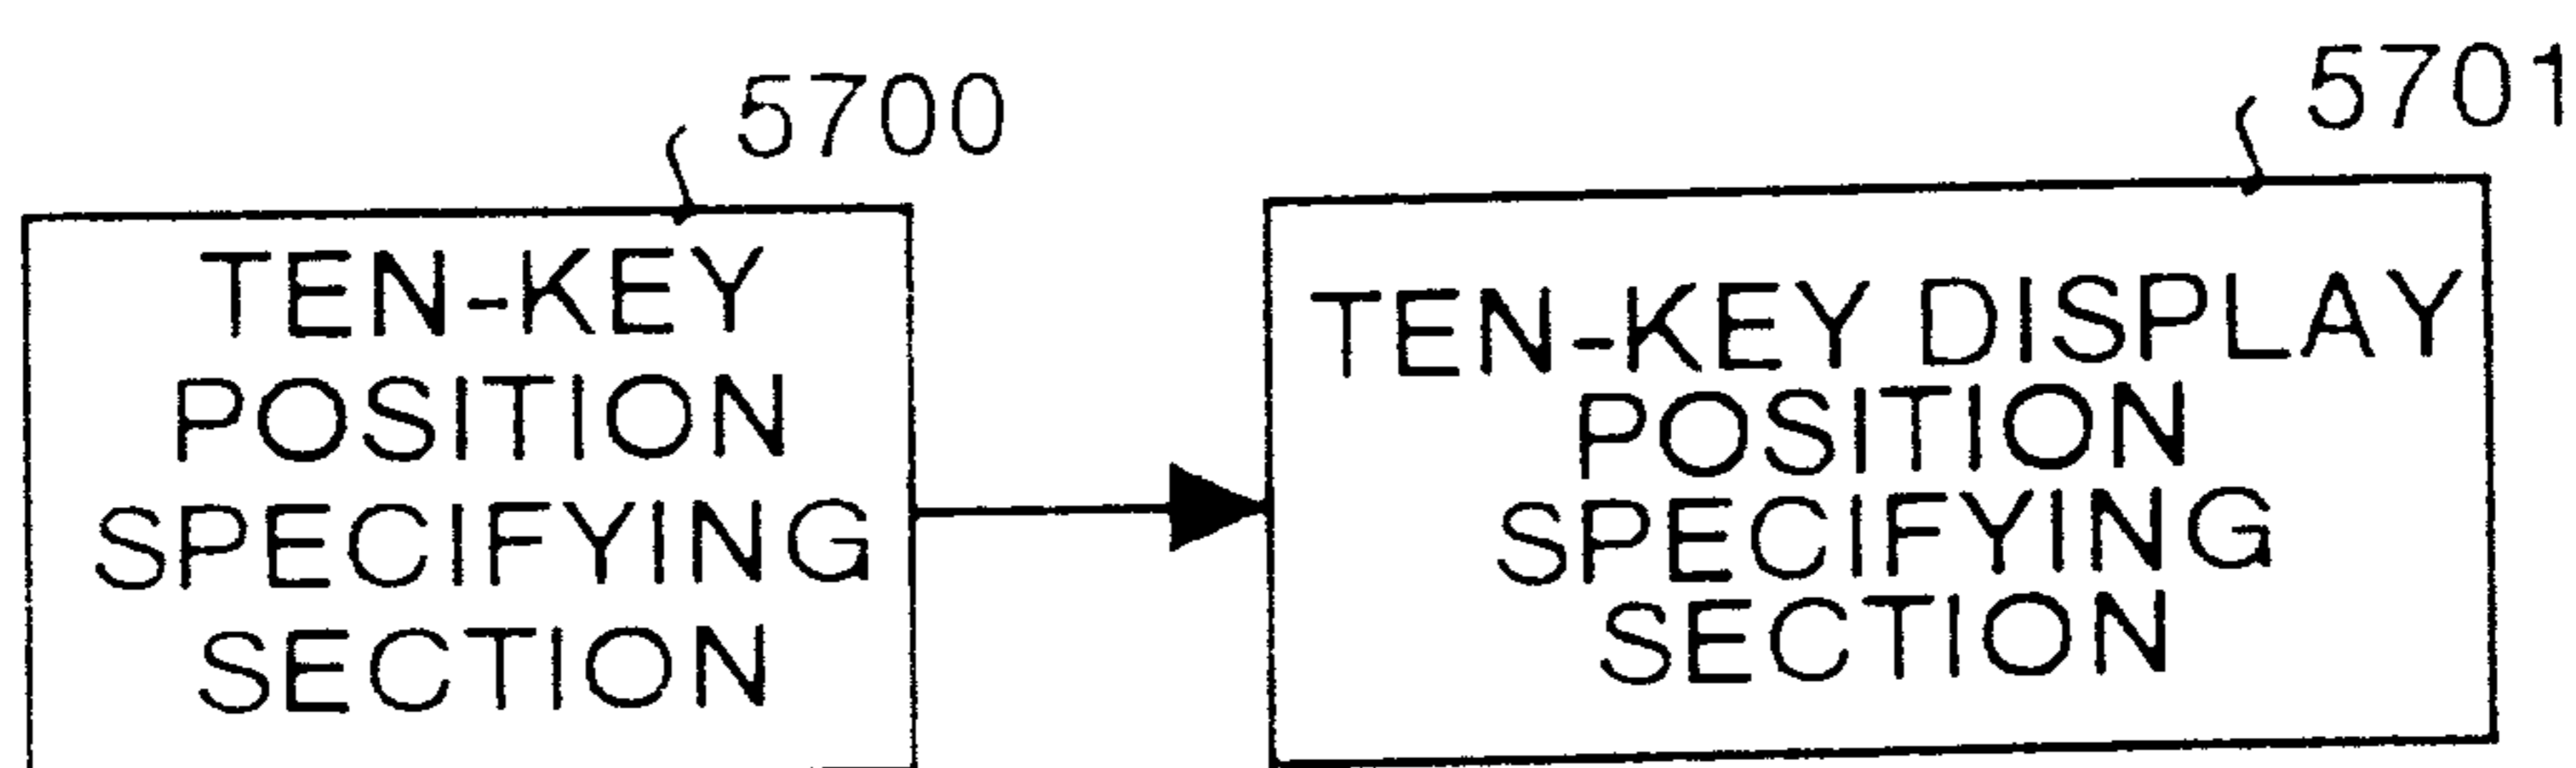 5700
TEN-KEY
POSITION
SPECIFYING
SECTION
5701
TEN-KEY DISPLAY
POSITION
SPECIFYING
SECTION